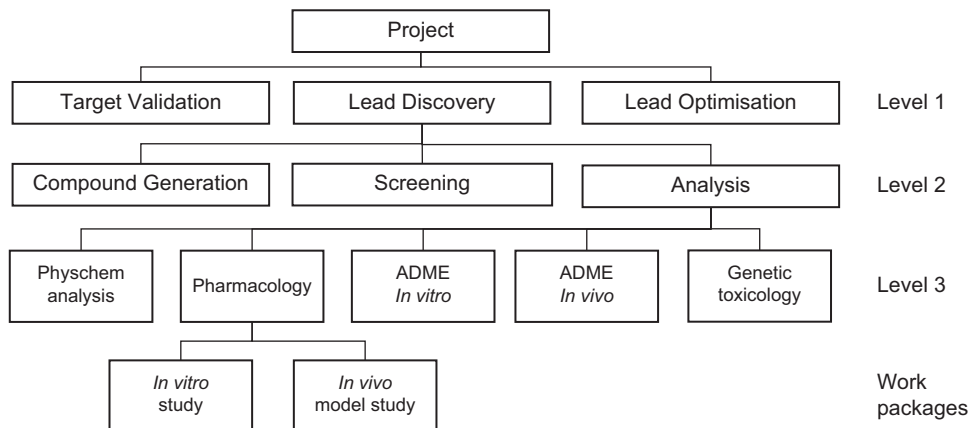 Project
Target Validation
Lead Discovery
Lead Optimisation
Level 1
Compound Generation
Screening
Analysis
Level 2
Physchem
analysis
Pharmacology
ADME
In vitro
ADME
In vivo
Genetic
toxicology
Level 3
In vitro
study
In vivo
model study
Work
packages